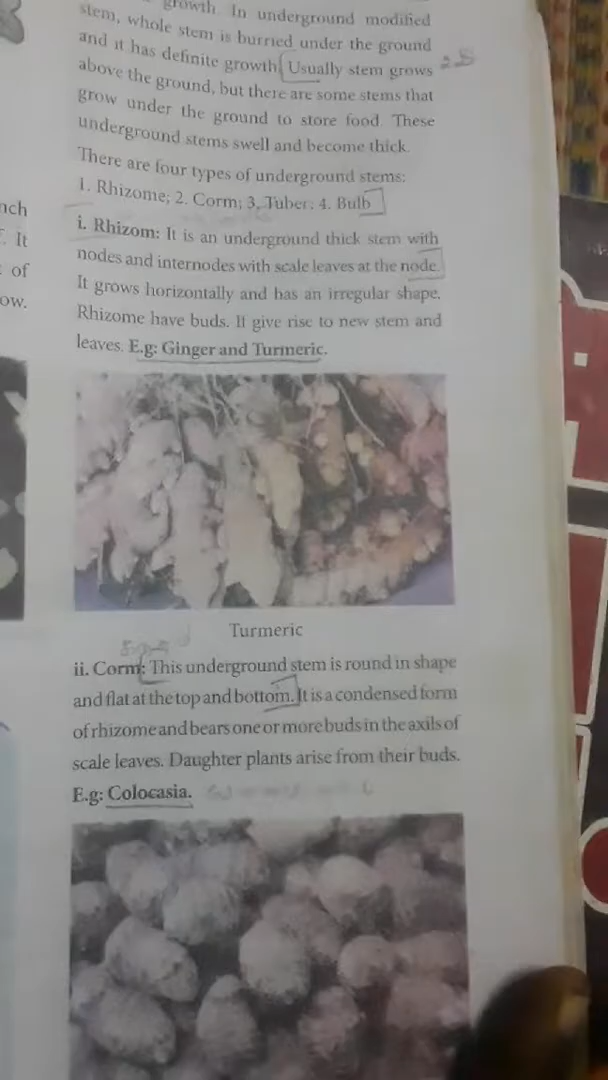 growth. In underground modified
stem, whole stem is burried under the ground
and it has definite growth. Usually stem grows
above the ground, but there are some stems that
grow under the ground to store food. These
underground stems swell and become thick.
There are four types of underground stems:
1. Rhizome; 2. Corm; 3. Tuber; 4. Bulb
i. Rhizom: It is an underground thick stem with
nodes and internodes with scale leaves at the node.
It grows horizontally and has an irregular shape.
Rhizome have buds. It give rise to new stem and
leaves. E.g: Ginger and Turmeric.
Turmeric
ii. Corm: This underground stem is round in shape
and flat at the top and bottom. It is a condensed form
of rhizome and bears one or more buds in the axils of
scale leaves. Daughter plants arise from their buds.
E.g: Colocasia.
It
of
ow.